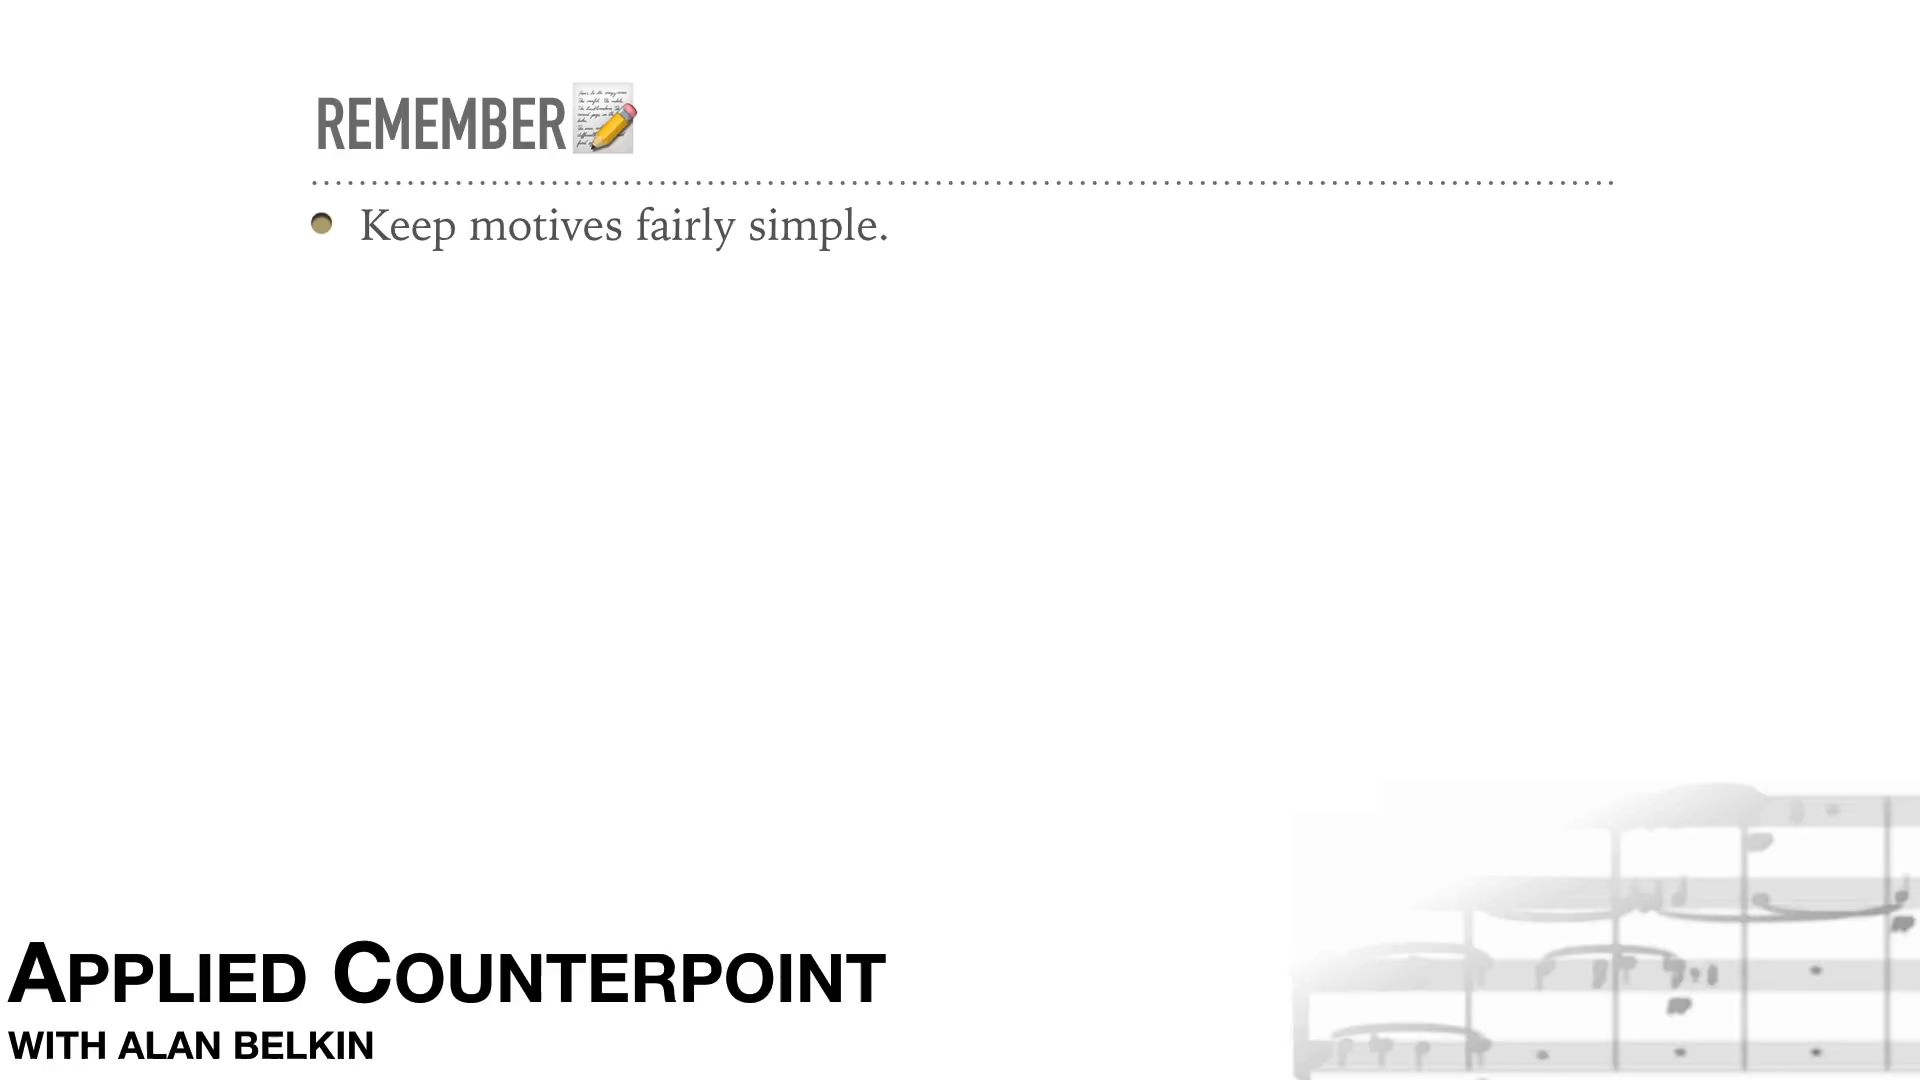 REMEMBER
Keep motives fairly simple.
APPLIED COUNTERPOINT
WITH ALAN BELKIN